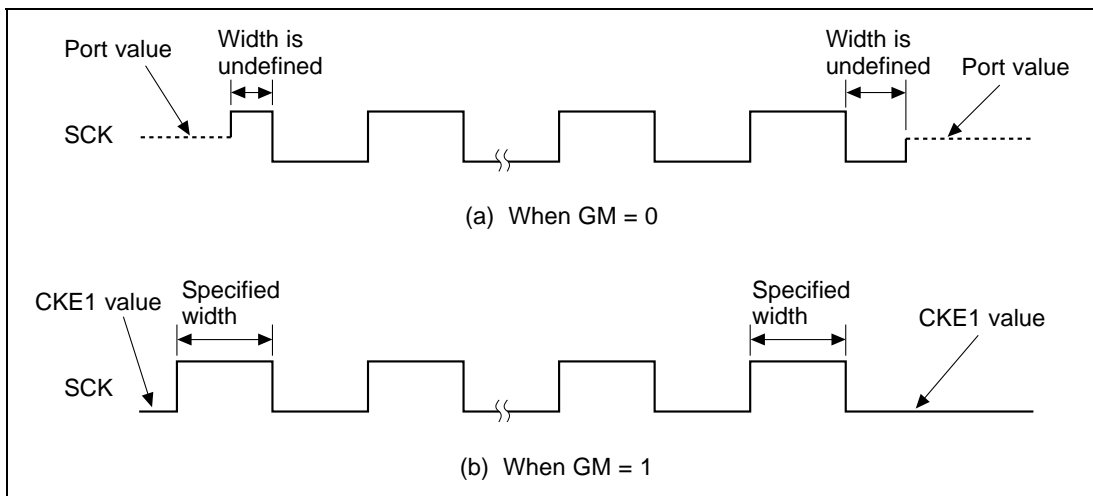 Port value
Width is
undefined
Width is
undefined
Port value
SCK
(a) When GM = 0
CKE1 value
Specified
width
Specified
width
CKE1 value
SCK
(b) When GM = 1